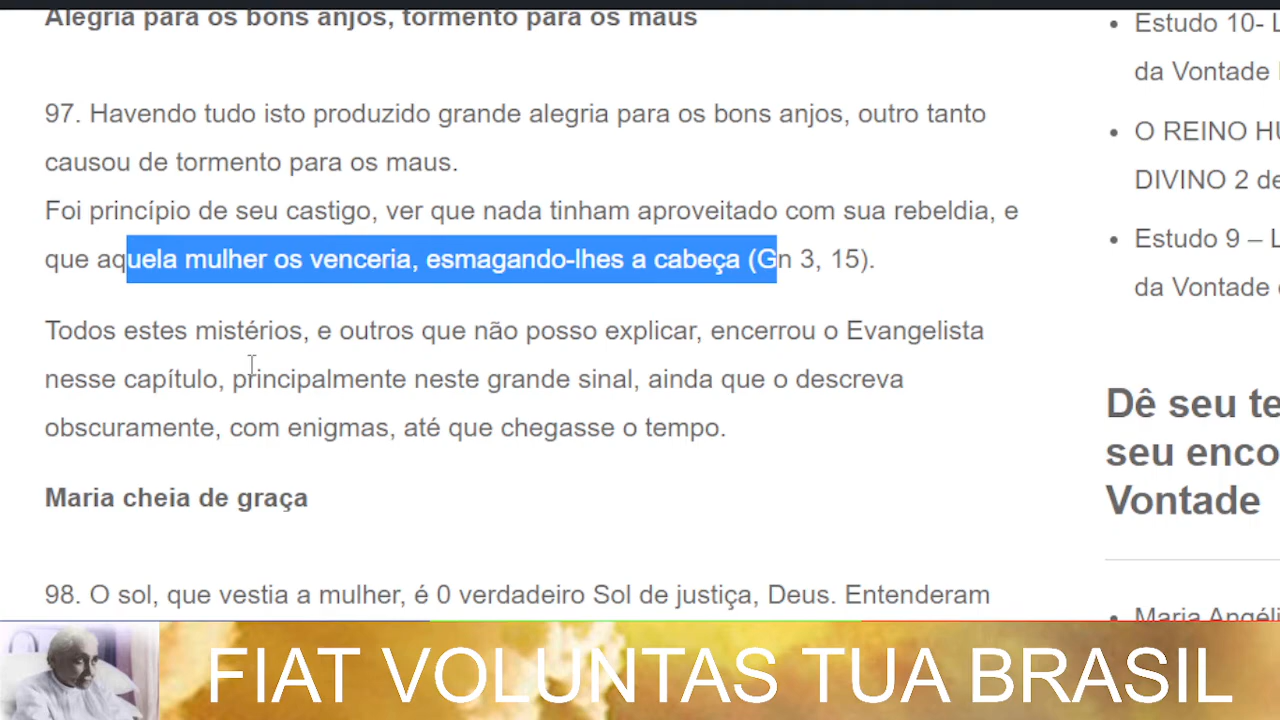 Alegria para os bons anjos, tormento para os maus
97. Havendo tudo isto produzido grande alegria para os bons anjos, outro tanto
causou de tormento para os maus.
Foi princípio de seu castigo, ver que nada tinham aproveitado com sua rebeldia, e
que aquela mulher os venceria, esmagando-lhes a cabeça (Gn 3, 15).
Todos estes mistérios, e outros que não posso explicar, encerrou o Evangelista
nesse capítulo, principalmente neste grande sinal, ainda que o descreva
obscuramente, com enigmas, até que chegasse o tempo.
Maria cheia de graça
98. O sol, que vestia a mulher, é 0 verdadeiro Sol de justiça, Deus. Entenderam
Estudo 10- L
da Vontade
O REINO HU
DIVINO 2 de
Estudo 9 – L
da Vontade
Dê seu te
seu enco
Vontade
Maria Angéli
FIAT VOLUNTAS TUA BRASIL